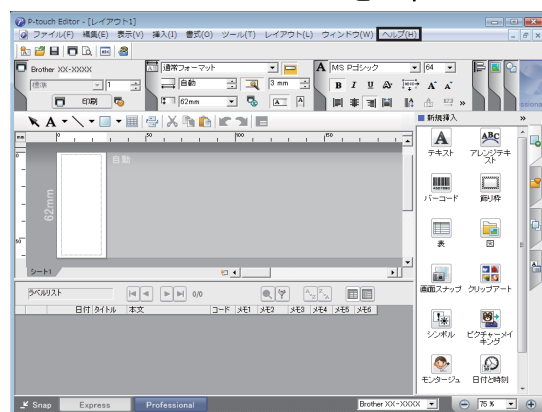 P-touch Editor - [レイアウト1]
ファイル(F) 編集(E) 表示(V) 挿入(I) 書式(O) ツール(T) レイアウト(L) ウィンドウ(W) ヘルプ(H)
Brother XX-XXXX
標準 1
印刷
通常フォーマット
自動 3 mm
62mm
MS Pゴシック 64
B I U
新規挿入
mm 0 50 100 150
0
50
自動
62mm
シート1
テキスト アレンジテキスト
バーコード 飾り枠
表 図
画面スナップ クリップアート
シンボル ピクチャーメイキング
モンタージュ 日付と時刻
ラベルリスト 0/0
日付 タイトル 本文 コード メモ1 メモ2 メモ3 メモ4 メモ5 メモ6
Snap Express Professional
Brother XX-XXXX 75 %